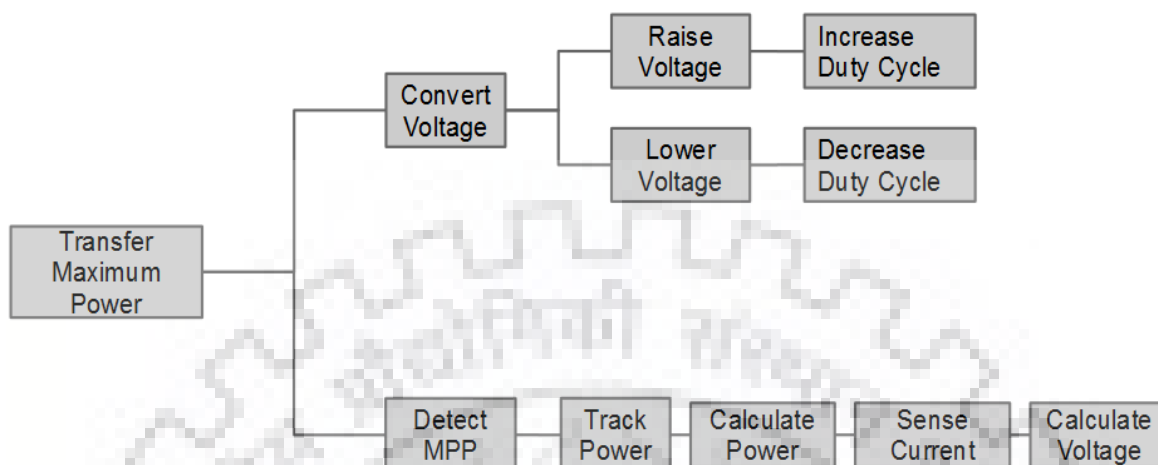 Raise
Voltage
Increase
Duty Cycle
Convert
Voltage
Lower
Voltage
Decrease
Duty Cycle
Transfer
Maximum
Power
Detect
MPP
Track
Power
Calculate
Power
Sense
Current
Calculate
Voltage